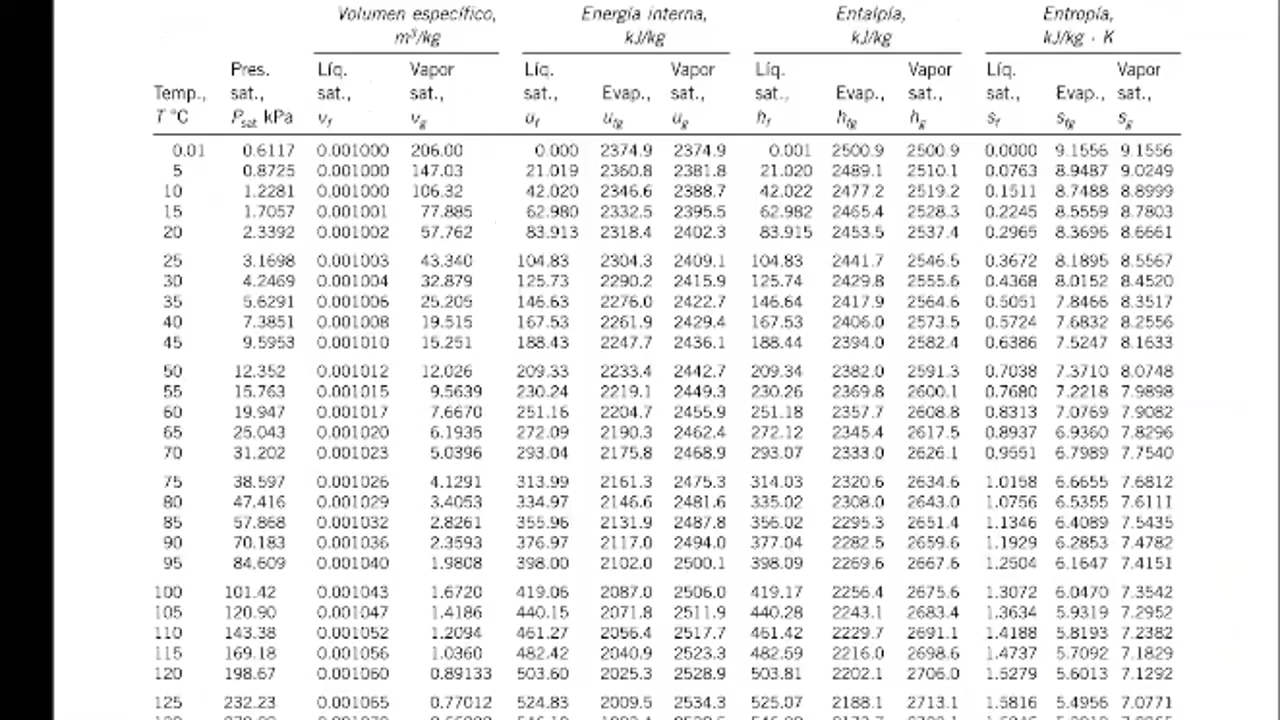 Volumen específico, Energía interna, Entalpía, Entropía,
m³/kg kJ/kg kJ/kg kJ/kg · K
Pres. Líq. Vapor Líq. Vapor Líq. Vapor Líq. Vapor
Temp., sat., sat., sat., sat., Evap., sat., sat., Evap., sat., sat., Evap., sat.,
T °C Psat kPa vf vg uf ufg ug hf hfg hg sf sfg sg
0.01 0.6117 0.001000 206.00 0.000 2374.9 2374.9 0.001 2500.9 2500.9 0.0000 9.1556 9.1556
5 0.8725 0.001000 147.03 21.019 2360.8 2381.8 21.020 2489.1 2510.1 0.0763 8.9487 9.0249
10 1.2281 0.001000 106.32 42.020 2346.6 2388.7 42.022 2477.2 2519.2 0.1511 8.7488 8.8999
15 1.7057 0.001001 77.885 62.980 2332.5 2395.5 62.982 2465.4 2528.3 0.2245 8.5559 8.7803
20 2.3392 0.001002 57.762 83.913 2318.4 2402.3 83.915 2453.5 2537.4 0.2965 8.3696 8.6661
25 3.1698 0.001003 43.340 104.83 2304.3 2409.1 104.83 2441.7 2546.5 0.3672 8.1895 8.5567
30 4.2469 0.001004 32.879 125.73 2290.2 2415.9 125.74 2429.8 2555.6 0.4368 8.0152 8.4520
35 5.6291 0.001006 25.205 146.63 2276.0 2422.7 146.64 2417.9 2564.6 0.5051 7.8466 8.3517
40 7.3851 0.001008 19.515 167.53 2261.9 2429.4 167.53 2406.0 2573.5 0.5724 7.6832 8.2556
45 9.5953 0.001010 15.251 188.43 2247.7 2436.1 188.44 2394.0 2582.4 0.6386 7.5247 8.1633
50 12.352 0.001012 12.026 209.33 2233.4 2442.7 209.34 2382.0 2591.3 0.7038 7.3710 8.0748
55 15.763 0.001015 9.5639 230.24 2219.1 2449.3 230.26 2369.8 2600.1 0.7680 7.2218 7.9898
60 19.947 0.001017 7.6670 251.16 2204.7 2455.9 251.18 2357.7 2608.8 0.8313 7.0769 7.9082
65 25.043 0.001020 6.1935 272.09 2190.3 2462.4 272.12 2345.4 2617.5 0.8937 6.9360 7.8296
70 31.202 0.001023 5.0396 293.04 2175.8 2468.9 293.07 2333.0 2626.1 0.9551 6.7989 7.7540
75 38.597 0.001026 4.1291 313.99 2161.3 2475.3 314.03 2320.6 2634.6 1.0158 6.6655 7.6812
80 47.416 0.001029 3.4053 334.97 2146.6 2481.6 335.02 2308.0 2643.0 1.0756 6.5355 7.6111
85 57.868 0.001032 2.8261 355.96 2131.9 2487.8 356.02 2295.3 2651.4 1.1346 6.4089 7.5435
90 70.183 0.001036 2.3593 376.97 2117.0 2494.0 377.04 2282.5 2659.6 1.1929 6.2853 7.4782
95 84.609 0.001040 1.9808 398.00 2102.0 2500.1 398.09 2269.6 2667.6 1.2504 6.1647 7.4151
100 101.42 0.001043 1.6720 419.06 2087.0 2506.0 419.17 2256.4 2675.6 1.3072 6.0470 7.3542
105 120.90 0.001047 1.4186 440.15 2071.8 2511.9 440.28 2243.1 2683.4 1.3634 5.9319 7.2952
110 143.38 0.001052 1.2094 461.27 2056.4 2517.7 461.42 2229.7 2691.1 1.4188 5.8193 7.2382
115 169.18 0.001056 1.0360 482.42 2040.9 2523.3 482.59 2216.0 2698.6 1.4737 5.7092 7.1829
120 198.67 0.001060 0.89133 503.60 2025.3 2528.9 503.81 2202.1 2706.0 1.5279 5.6013 7.1292
125 232.23 0.001065 0.77012 524.83 2009.5 2534.3 525.07 2188.1 2713.1 1.5816 5.4956 7.0771